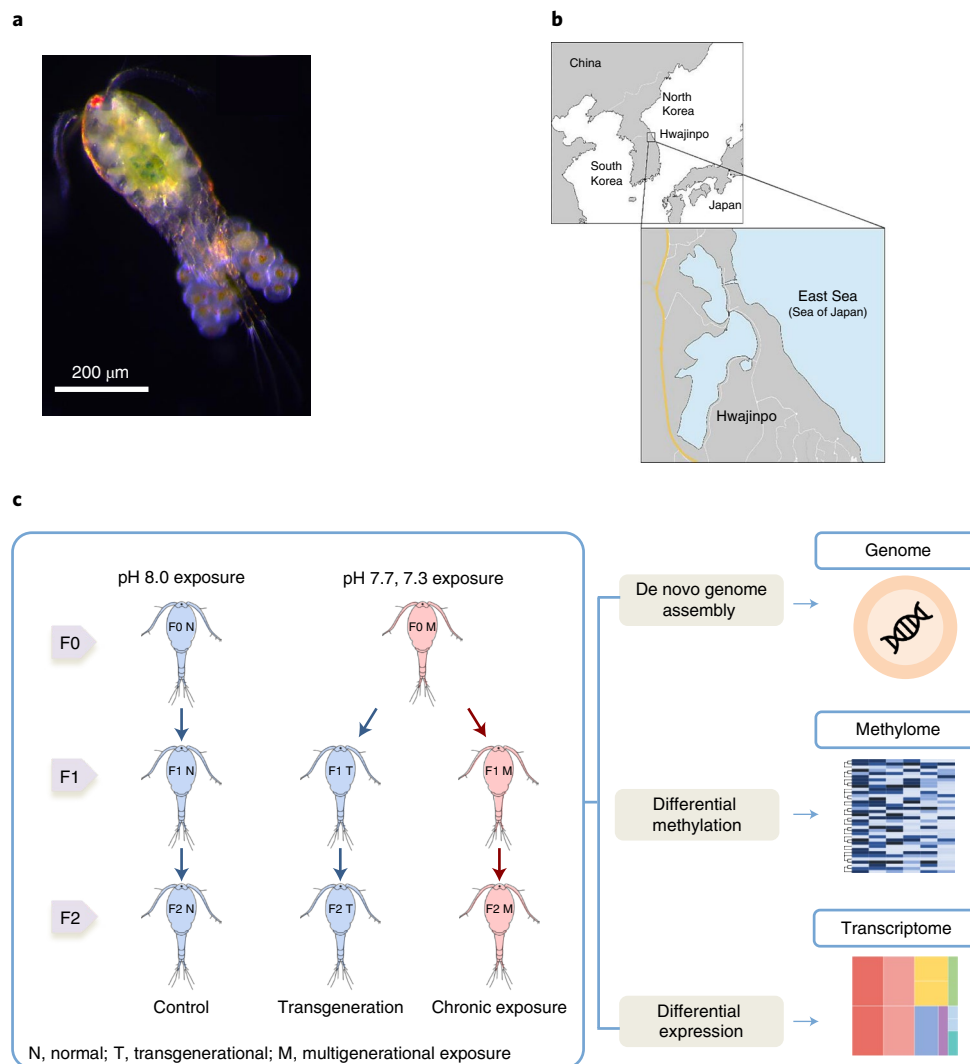 a
200 μm
b
China
North
Korea
Hwajinpo
South
Korea
Japan
East Sea
(Sea of Japan)
Hwajinpo
c
pH 8.0 exposure
pH 7.7, 7.3 exposure
F0
F0 N
F0 M
F1
F1 N
F1 T
F1 M
F2
F2 N
F2 T
F2 M
Control
Transgeneration
Chronic exposure
N, normal; T, transgenerational; M, multigenerational exposure
De novo genome
assembly
Genome
Differential
methylation
Methylome
Differential
expression
Transcriptome